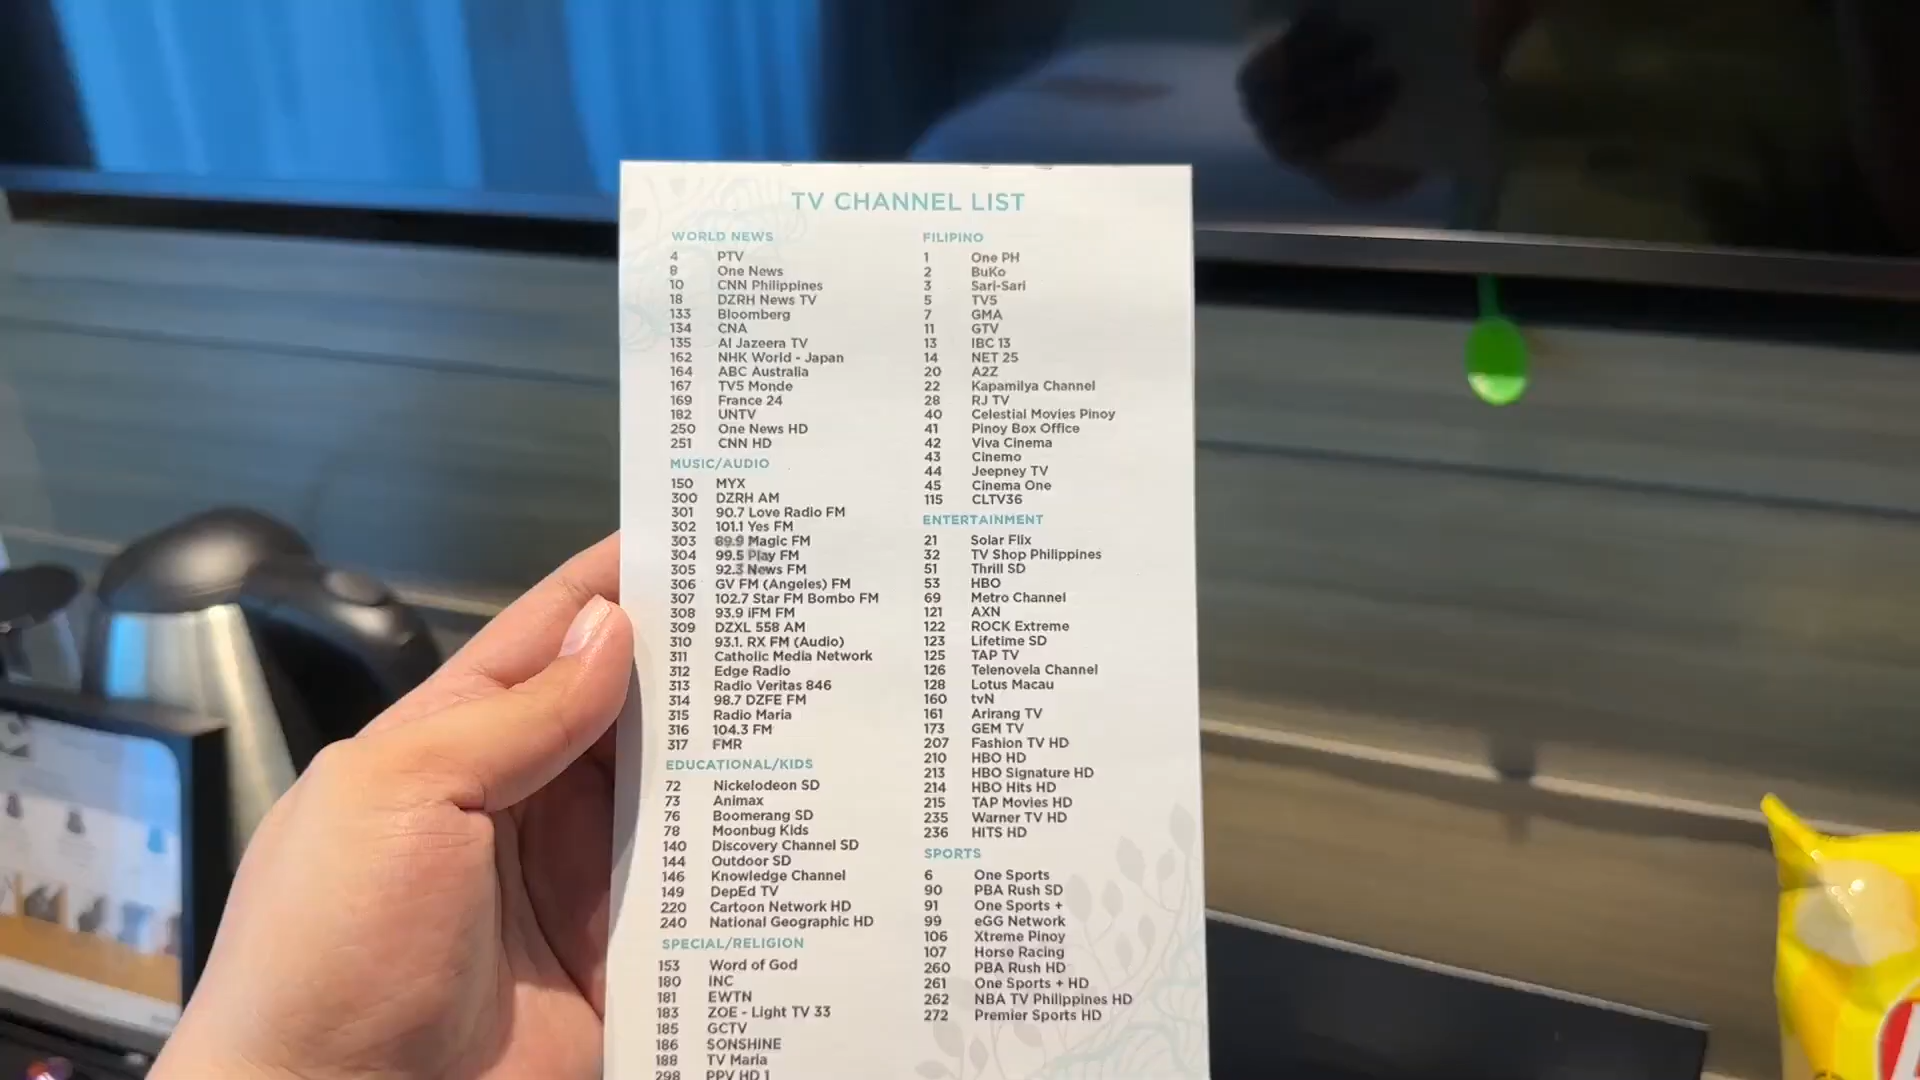 TV CHANNEL LIST
WORLD NEWS
4 PTV
8 One News
10 CNN Philippines
18 DZRH News TV
133 Bloomberg
134 CNA
135 Al Jazeera TV
162 NHK World - Japan
164 ABC Australia
167 TV5 Monde
169 France 24
182 UNTV
250 One News HD
251 CNN HD
MUSIC/AUDIO
150 MYX
300 DZRH AM
301 90.7 Love Radio FM
302 101.1 Yes FM
303 89.9 Magic FM
304 99.5 Play FM
305 92.3 News FM
306 GV FM (Angeles) FM
307 102.7 Star FM Bombo FM
308 93.9 iFM FM
309 DZXL 558 AM
310 93.1. RX FM (Audio)
311 Catholic Media Network
312 Edge Radio
313 Radio Veritas 846
314 98.7 DZFE FM
315 Radio Maria
316 104.3 FM
317 FMR
EDUCATIONAL/KIDS
72 Nickelodeon SD
73 Animax
76 Boomerang SD
78 Moonbug Kids
140 Discovery Channel SD
144 Outdoor SD
146 Knowledge Channel
149 DepEd TV
220 Cartoon Network HD
240 National Geographic HD
SPECIAL/RELIGION
153 Word of God
180 INC
181 EWTN
183 ZOE - Light TV 33
185 GCTV
186 SONSHINE
188 TV Maria
298 PPV HD 1
FILIPINO
1 One PH
2 BuKo
3 Sari-Sari
5 TV5
7 GMA
11 GTV
13 IBC 13
14 NET 25
20 A2Z
22 Kapamilya Channel
28 RJ TV
40 Celestial Movies Pinoy
41 Pinoy Box Office
42 Viva Cinema
43 Cinemo
44 Jeepney TV
45 Cinema One
115 CLTV36
ENTERTAINMENT
21 Solar Flix
32 TV Shop Philippines
51 Thrill SD
53 HBO
69 Metro Channel
121 AXN
122 ROCK Extreme
123 Lifetime SD
125 TAP TV
126 Telenovela Channel
128 Lotus Macau
160 tvN
161 Arirang TV
173 GEM TV
207 Fashion TV HD
210 HBO HD
213 HBO Signature HD
214 HBO Hits HD
215 TAP Movies HD
235 Warner TV HD
236 HITS HD
SPORTS
6 One Sports
90 PBA Rush SD
91 One Sports +
99 eGG Network
106 Xtreme Pinoy
107 Horse Racing
260 PBA Rush HD
261 One Sports + HD
262 NBA TV Philippines HD
272 Premier Sports HD